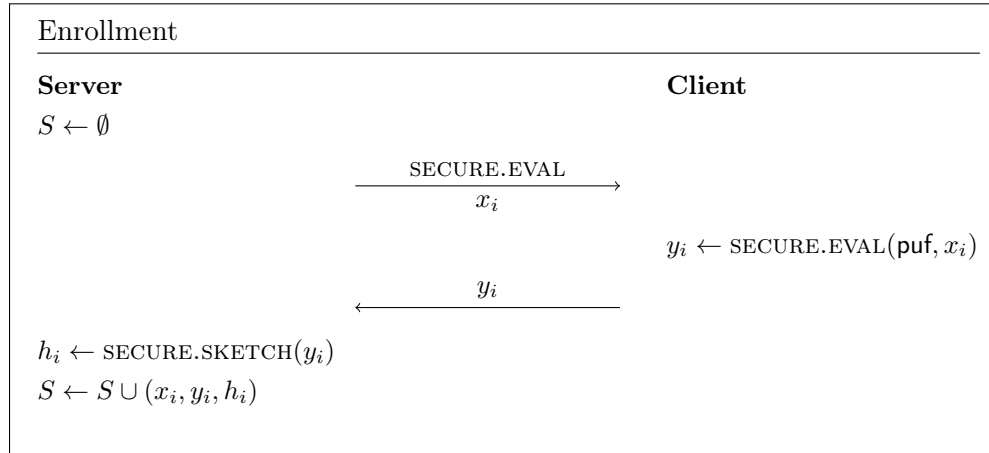 Enrollment
Server Client
S ← ∅
SECURE.EVAL
x_i
y_i ← SECURE.EVAL(puf, x_i)
y_i
h_i ← SECURE.SKETCH(y_i)
S ← S ∪ (x_i, y_i, h_i)